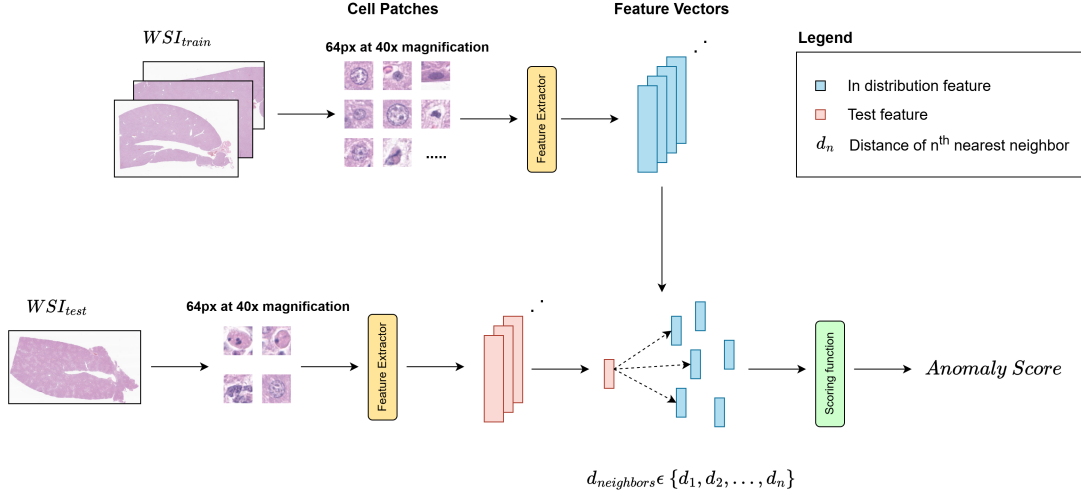 Cell Patches
Feature Vectors
WSI_train
64px at 40x magnification
.....
Feature Extractor
Legend
In distribution feature
Test feature
d_n Distance of n^th nearest neighbor
WSI_test
64px at 40x magnification
Feature Extractor
Scoring function
Anomaly Score
d_neighbors ϵ {d_1, d_2, . . . , d_n}